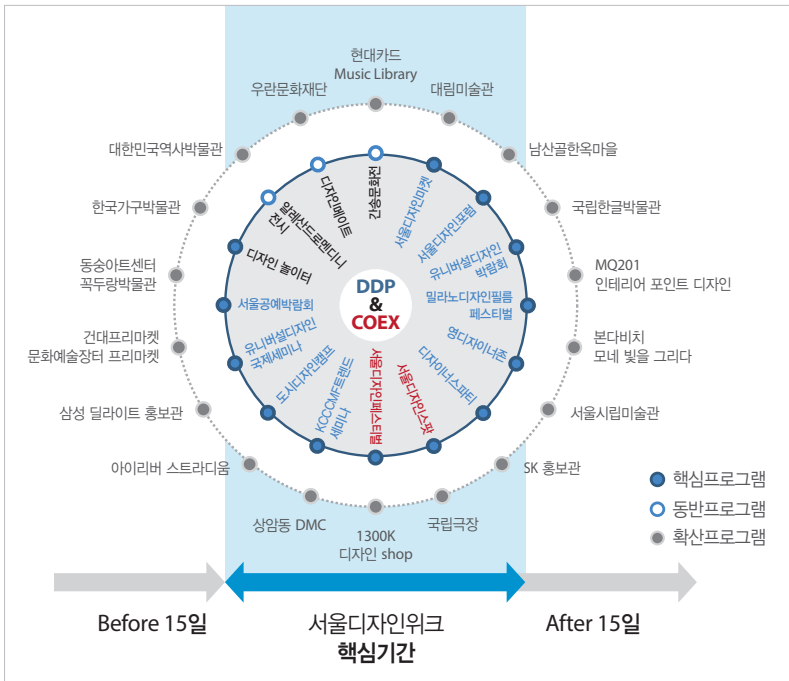 현대카드
Music Library
우란문화재단
대림미술관
대한민국역사박물관
남산골한옥마을
한국가구박물관
국립한글박물관
동숭아트센터
꼭두랑박물관
MQ201
인테리어 포인트 디자인
건대프리마켓
문화예술장터 프리마켓
본다비치
모네 빛을 그리다
삼성 딜라이트 홍보관
서울시립미술관
아이리버 스트라디움
SK 홍보관
상암동 DMC
1300K
디자인 shop
국립극장
간송문화전
서울디자인마켓
서울디자인포럼
유니버설디자인
박람회
밀라노디자인필름
페스티벌
영디자이너존
디자이너스파티
서울디자인스팟
서울디자인페스티벌
KCCCMF트렌드
세미나
도시디자인캠프
유니버설디자인
국제세미나
서울공예박람회
디자인 놀이터
알레산드로멘디니
전시
디자인메이트
DDP
&
COEX
핵심프로그램
동반프로그램
확산프로그램
Before 15일
서울디자인위크
핵심기간
After 15일